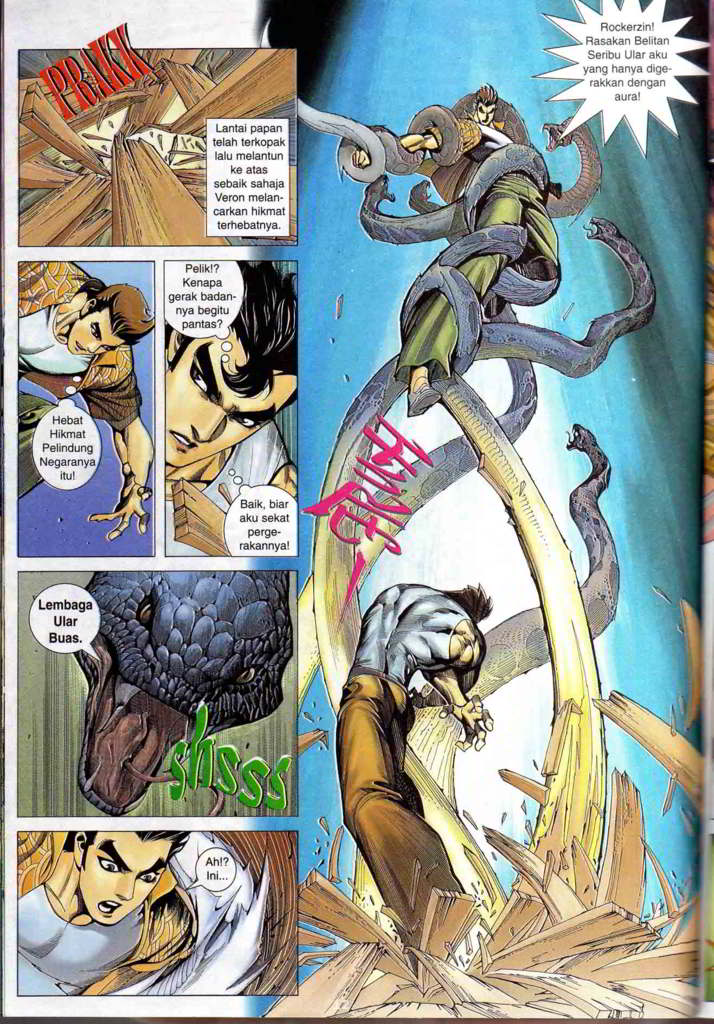 PRAKK
Lantai papan
telah terkopak
lalu melantun
ke atas
sebaik sahaja
Veron melan-
carkan hikmat
terhebatnya.
Hebat
Hikmat
Pelindung
Negaranya
itu!
Pelik!?
Kenapa
gerak badan-
nya begitu
pantas?
Baik, biar
aku sekat
perge-
rakannya!
Lembaga
Ular
Buas.
shsss
Ah!?
Ini...
Rockerzin!
Rasakan Belitan
Seribu Ular aku
yang hanya dige-
rakkan dengan
aura!